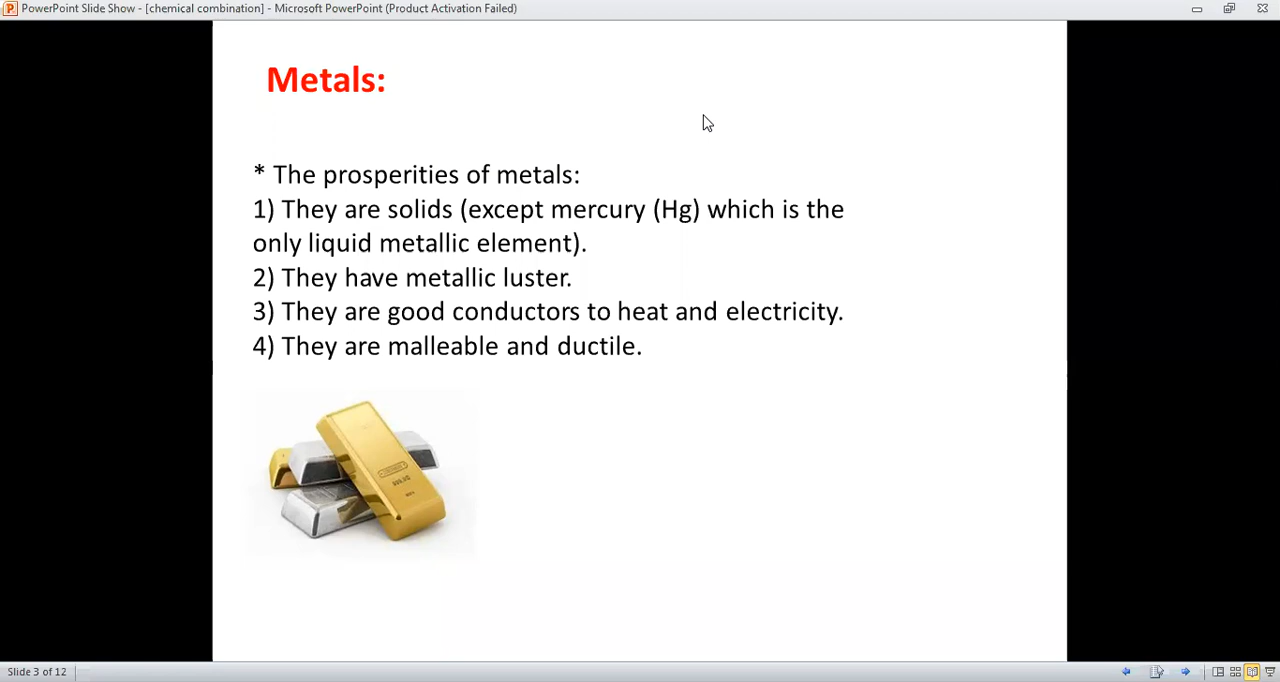 PowerPoint Slide Show - [chemical combination] - Microsoft PowerPoint (Product Activation Failed)
Metals:
* The prosperities of metals:
1) They are solids (except mercury (Hg) which is the
only liquid metallic element).
2) They have metallic luster.
3) They are good conductors to heat and electricity.
4) They are malleable and ductile.
Slide 3 of 12